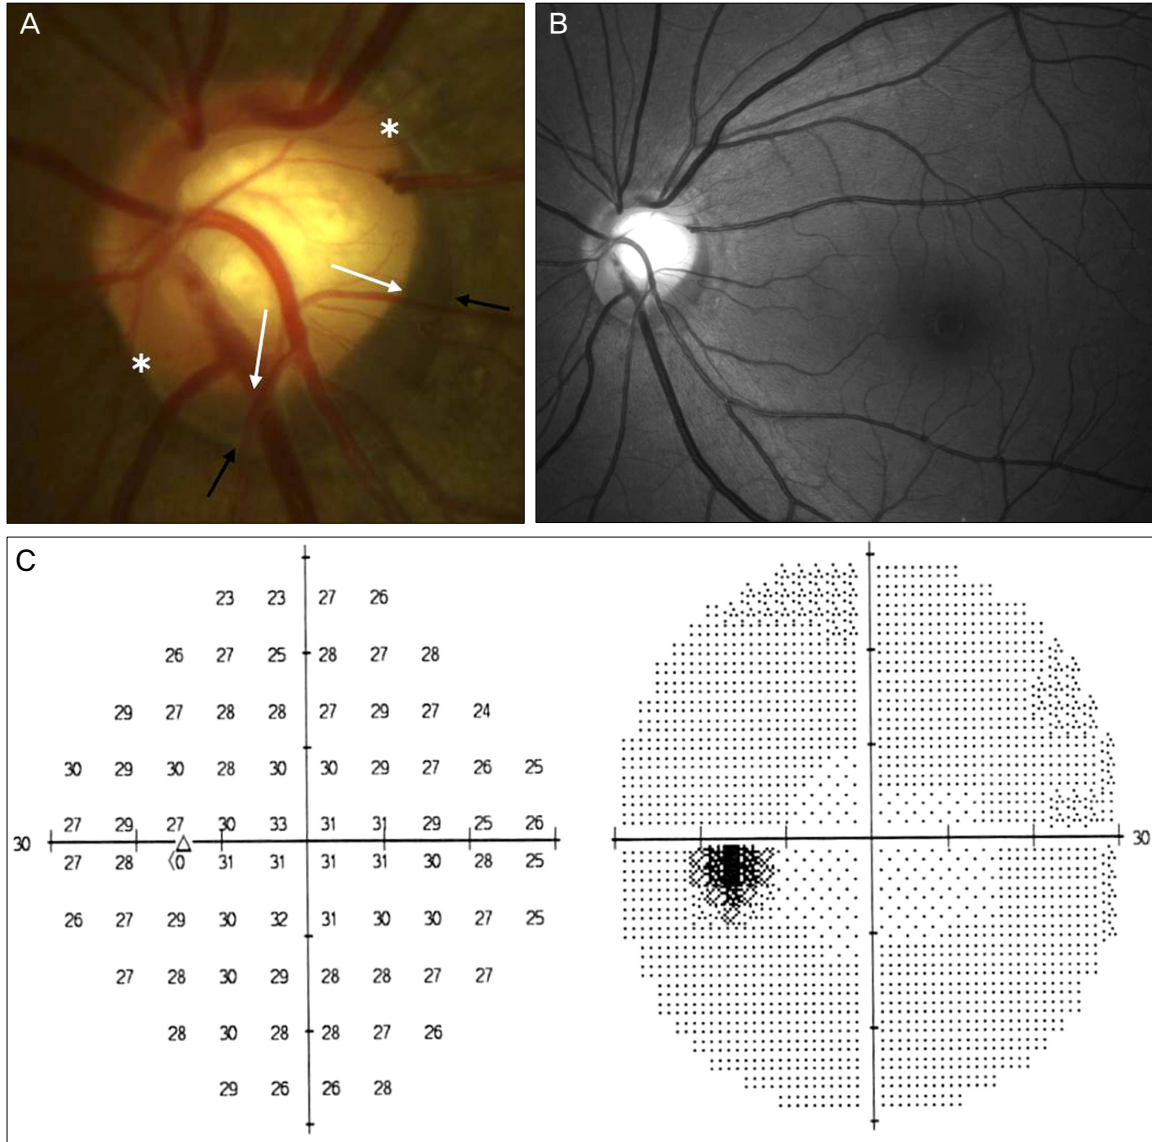 A
B
*
*
C
23 23 27 26
26 27 25 28 27 28
29 27 28 28 27 29 27 24
30 29 30 28 30 30 29 27 26 25
27 29 27 30 33 31 31 29 25 26
30
30
27 28 <0 31 31 31 31 30 28 25
26 27 29 30 32 31 30 30 27 25
27 28 30 29 28 28 27 27
28 30 28 28 27 26
29 26 26 28